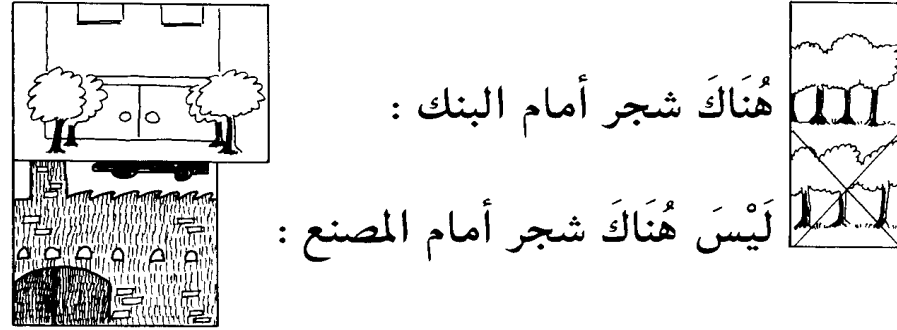 هُنَاكَ شجر أمام البنك :
لَيْسَ هُنَاكَ شجر أمام المصنع :